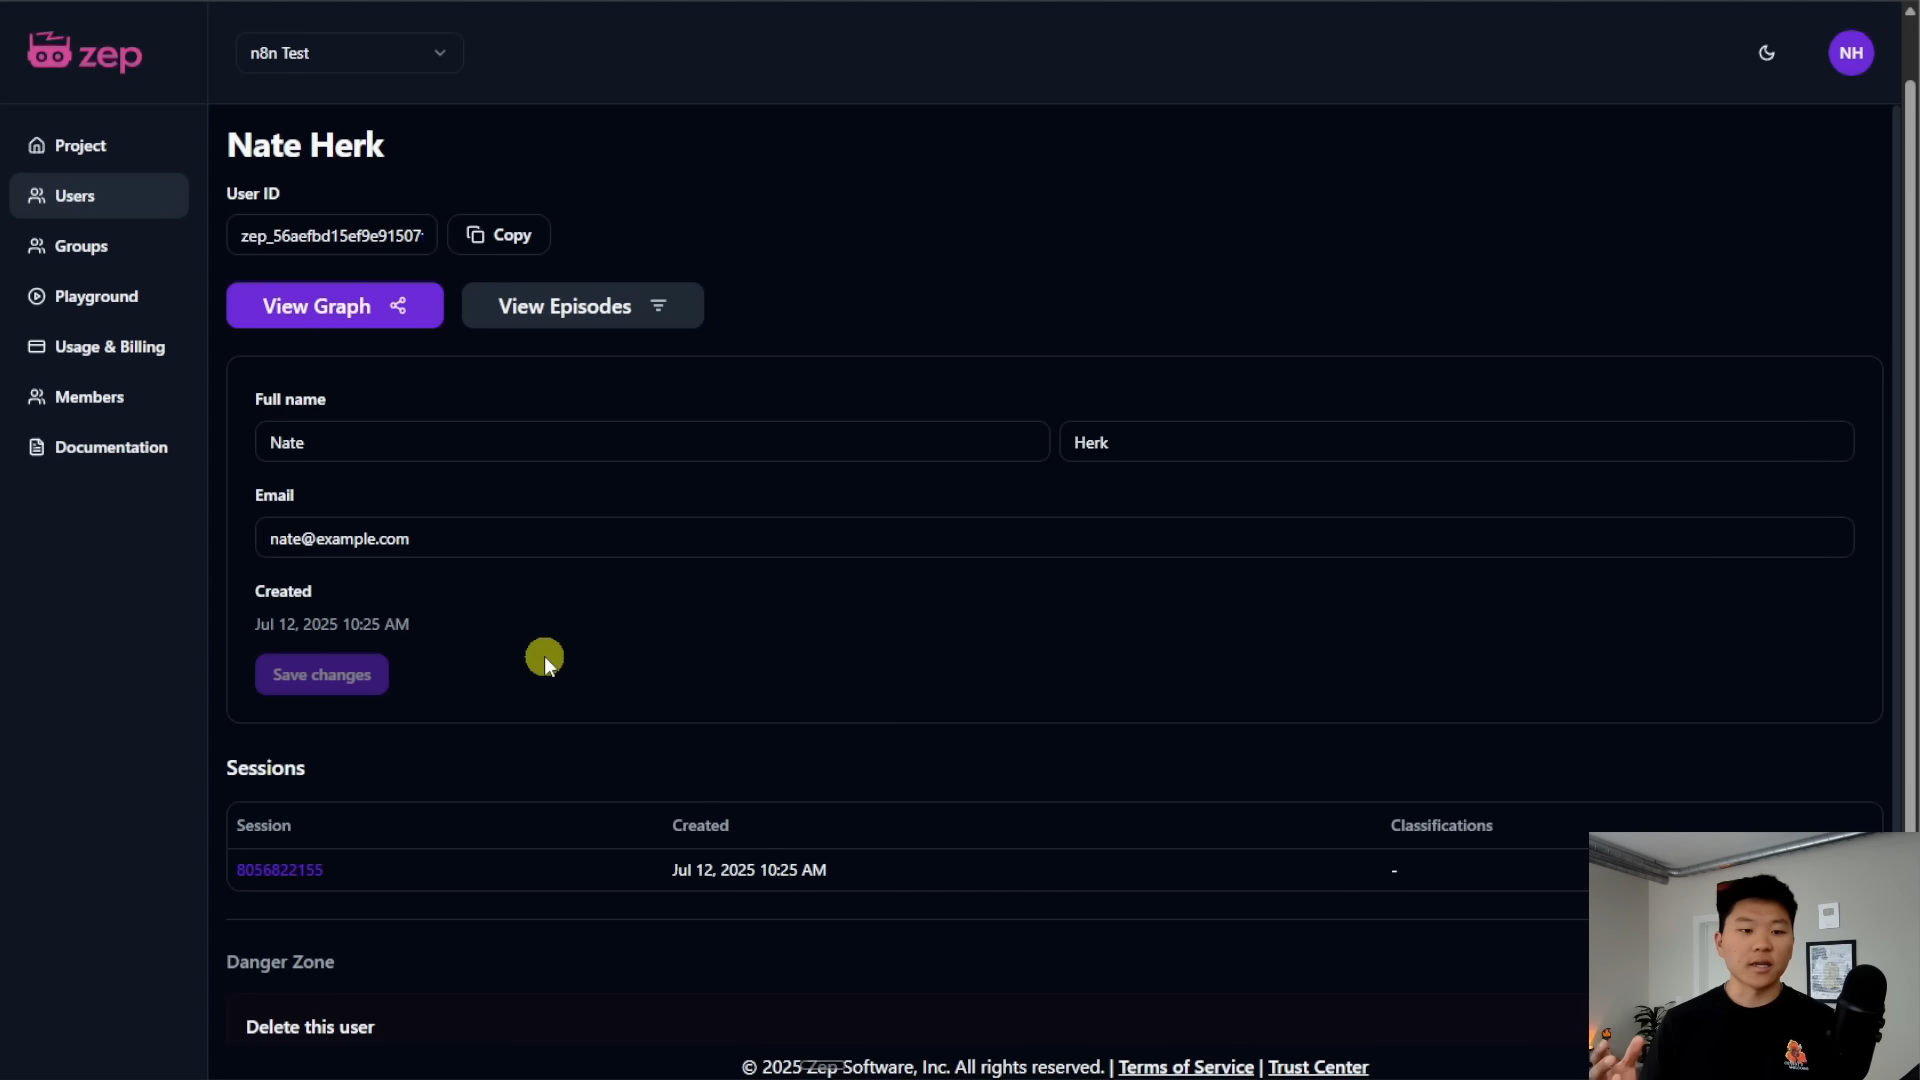 zep
n8n Test
NH
Project
Users
Groups
Playground
Usage & Billing
Members
Documentation
Nate Herk
User ID
zep_56aefbd15ef9e91507
Copy
View Graph
View Episodes
Full name
Nate
Herk
Email
nate@example.com
Created
Jul 12, 2025 10:25 AM
Save changes
Sessions
Session
Created
Classifications
8056822155
Jul 12, 2025 10:25 AM
-
Danger Zone
Delete this user
© 2025 Zep Software, Inc. All rights reserved. | Terms of Service | Trust Center